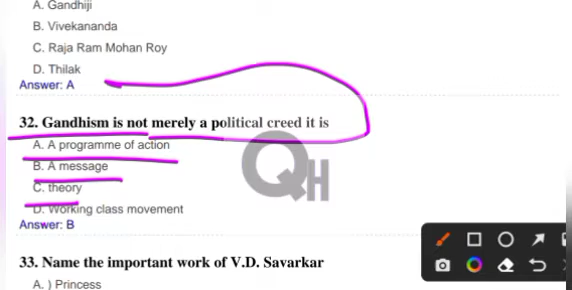 A. Gandhiji
B. Vivekananda
C. Raja Ram Mohan Roy
D. Thilak
Answer: A
32. Gandhism is not merely a political creed it is
A. A programme of action
B. A message
C. theory
D. Working class movement
Answer: B
QH
33. Name the important work of V.D. Savarkar
A. ) Princess